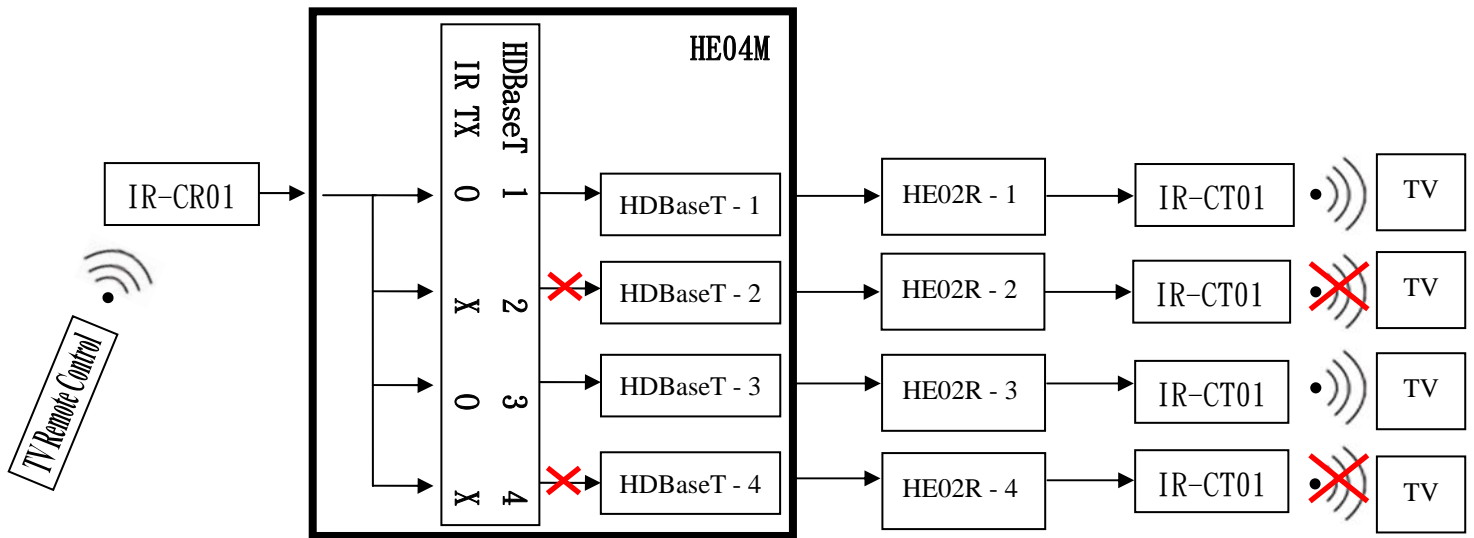 HE04M
HDBaseT 1 2 3 4
IR TX O X O X
IR-CR01
TV Remote Control
HDBaseT - 1
HE02R - 1
IR-CT01
TV
HDBaseT - 2
HE02R - 2
IR-CT01
TV
HDBaseT - 3
HE02R - 3
IR-CT01
TV
HDBaseT - 4
HE02R - 4
IR-CT01
TV